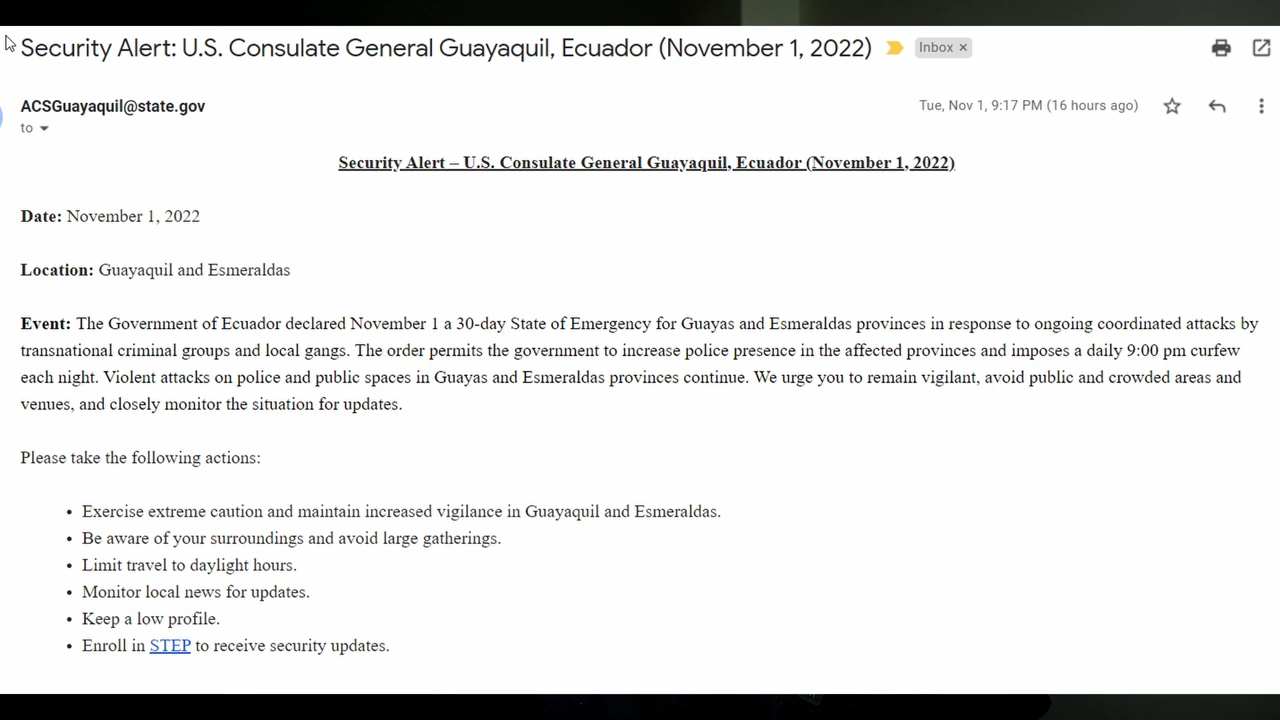 Security Alert: U.S. Consulate General Guayaquil, Ecuador (November 1, 2022) Inbox ×
ACSGuayaquil@state.gov Tue, Nov 1, 9:17 PM (16 hours ago)
to
Security Alert – U.S. Consulate General Guayaquil, Ecuador (November 1, 2022)
Date: November 1, 2022
Location: Guayaquil and Esmeraldas
Event: The Government of Ecuador declared November 1 a 30-day State of Emergency for Guayas and Esmeraldas provinces in response to ongoing coordinated attacks by
transnational criminal groups and local gangs. The order permits the government to increase police presence in the affected provinces and imposes a daily 9:00 pm curfew
each night. Violent attacks on police and public spaces in Guayas and Esmeraldas provinces continue. We urge you to remain vigilant, avoid public and crowded areas and
venues, and closely monitor the situation for updates.
Please take the following actions:
• Exercise extreme caution and maintain increased vigilance in Guayaquil and Esmeraldas.
• Be aware of your surroundings and avoid large gatherings.
• Limit travel to daylight hours.
• Monitor local news for updates.
• Keep a low profile.
• Enroll in STEP to receive security updates.